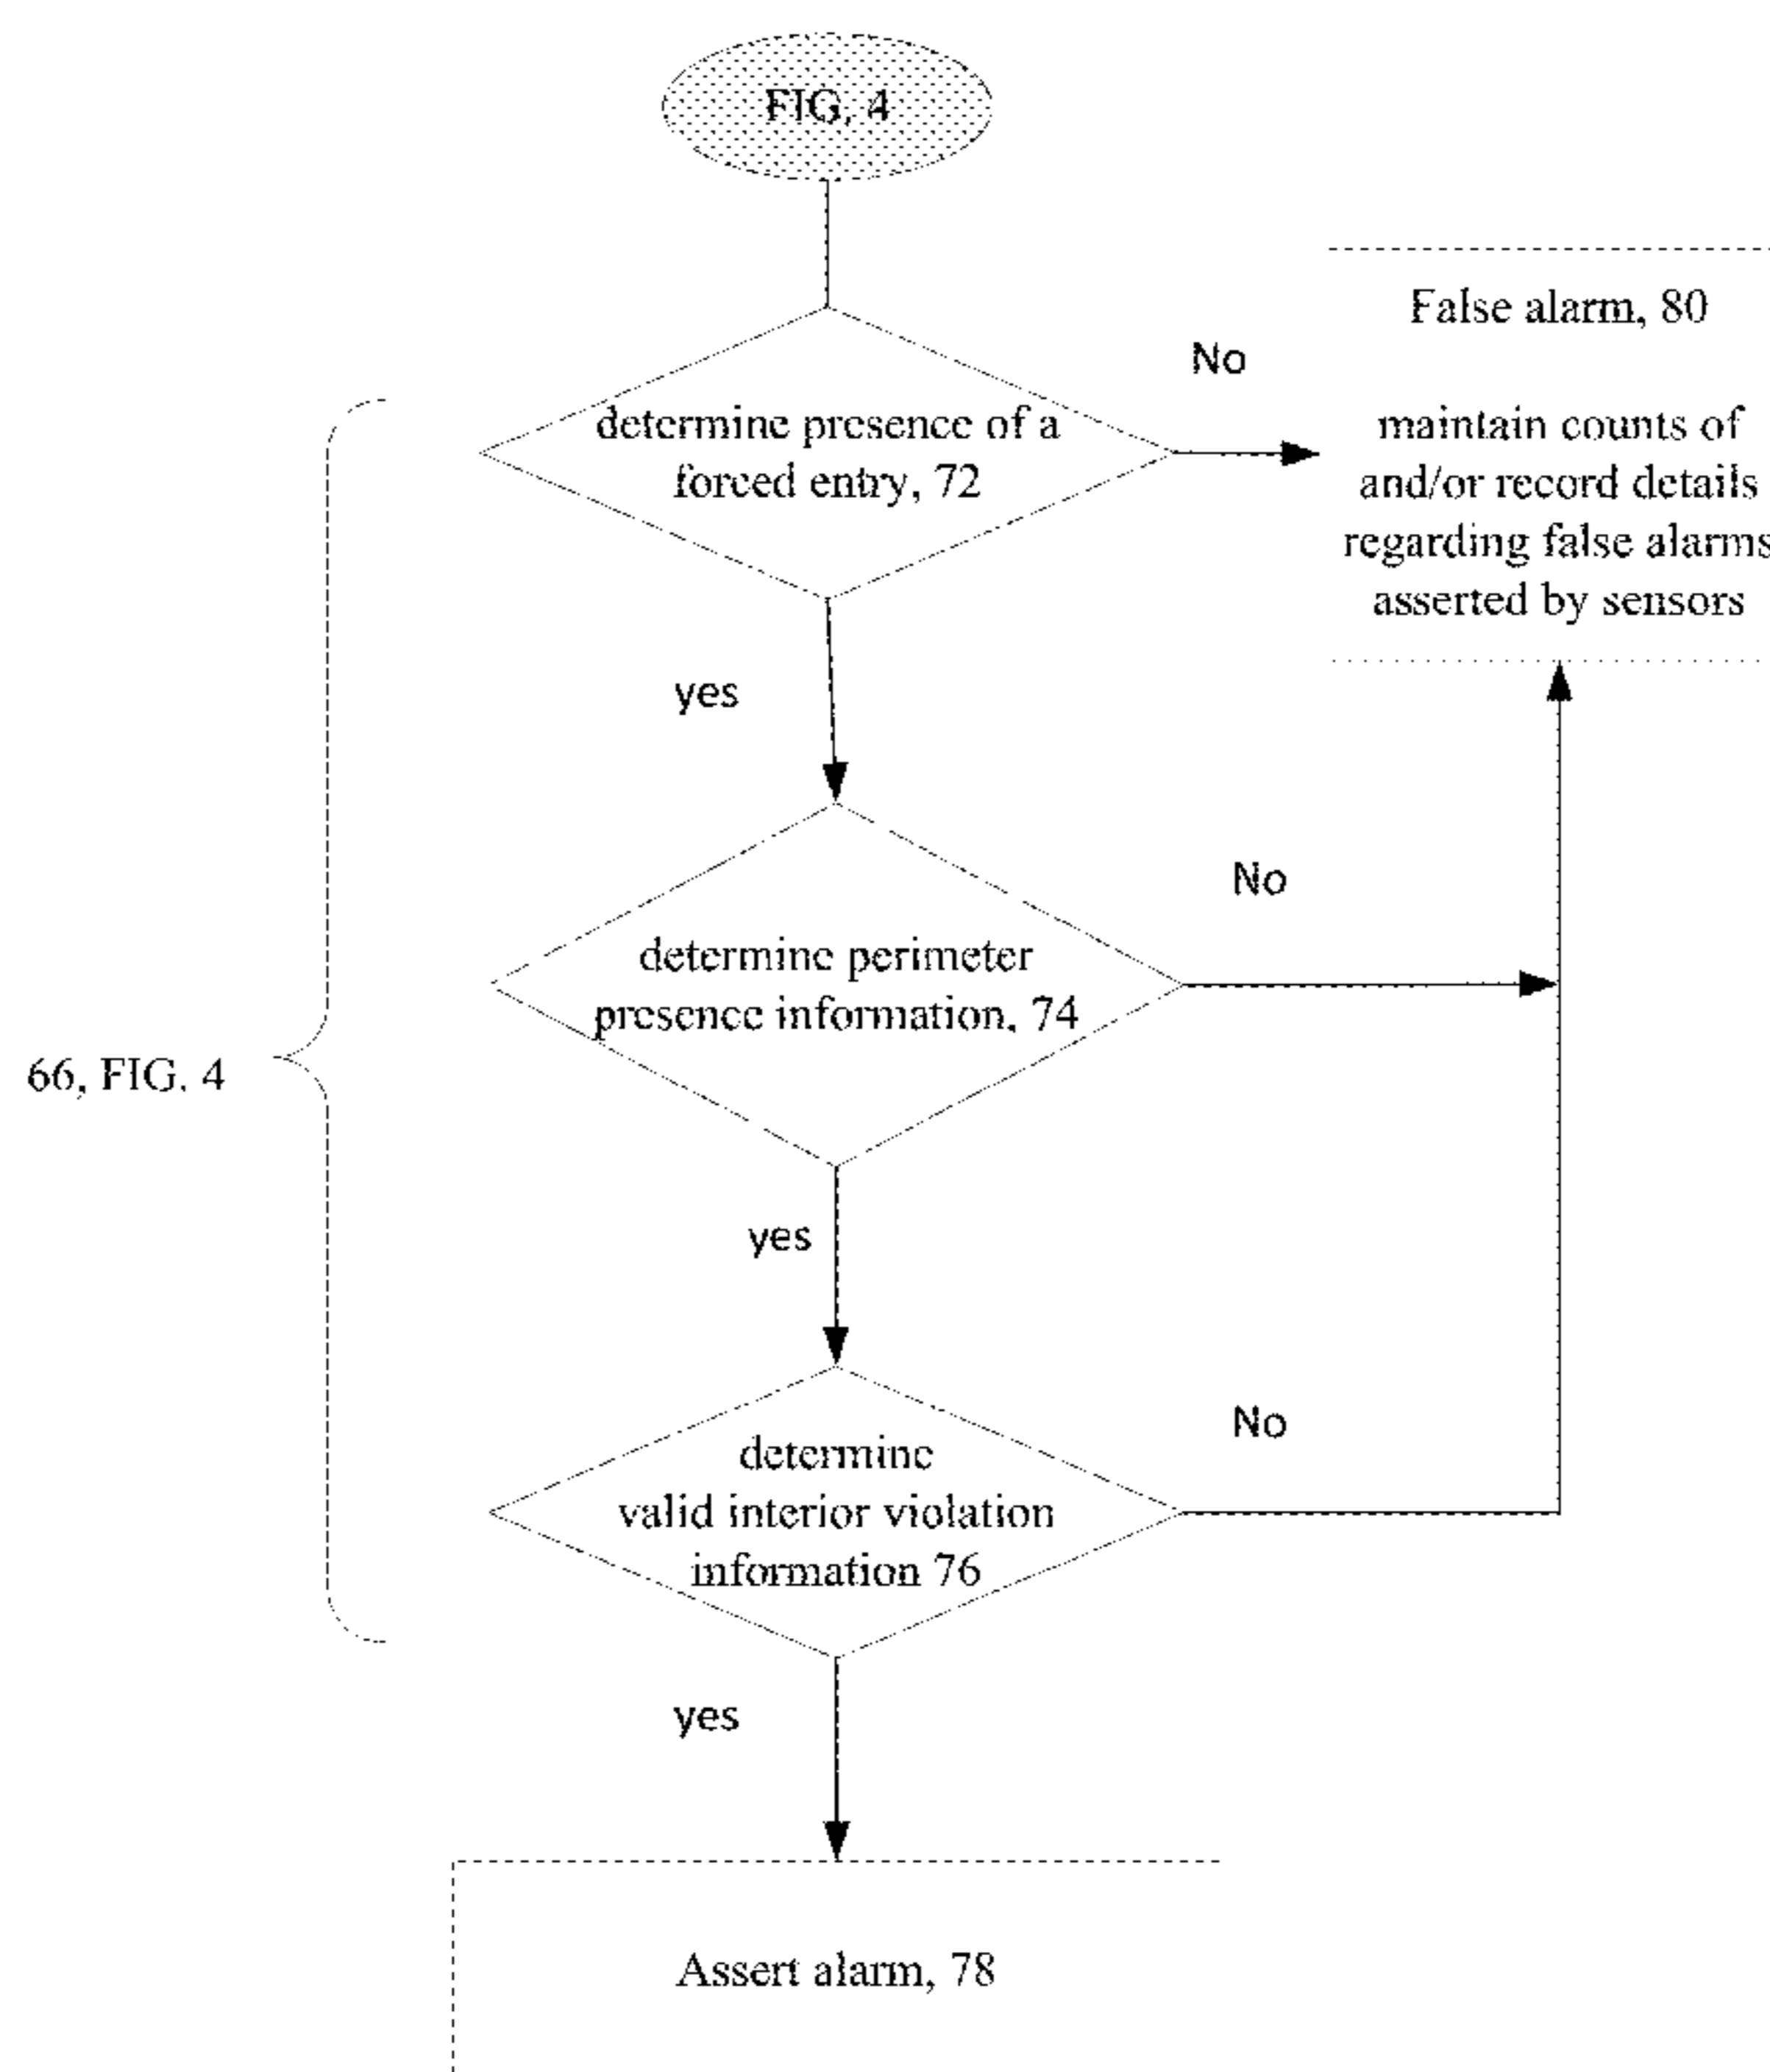 FIG. 4
False alarm, 80
No
determine presence of a
forced entry, 72
maintain counts of
and/or record details
regarding false alarms
asserted by sensors
yes
No
determine perimeter
presence information, 74
66, FIG. 4
yes
No
determine
valid interior violation
information 76
yes
Assert alarm, 78